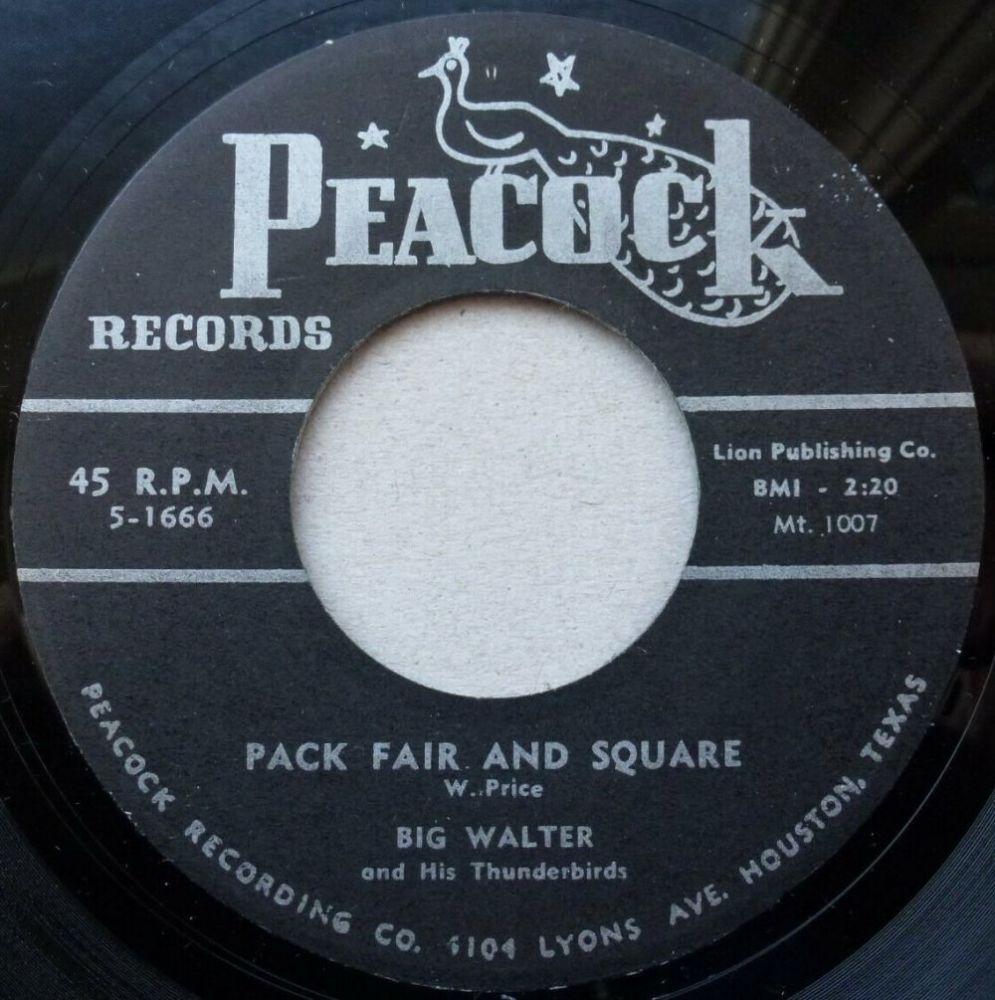 PEACOCK
RECORDS
45 R.P.M.
5-1666
Lion Publishing Co.
BMI - 2:20
Mt. 1007
PACK FAIR AND SQUARE
W. Price
BIG WALTER
and His Thunderbirds
PEACOCK RECORDING CO. 4104 LYONS AVE. HOUSTON, TEXAS